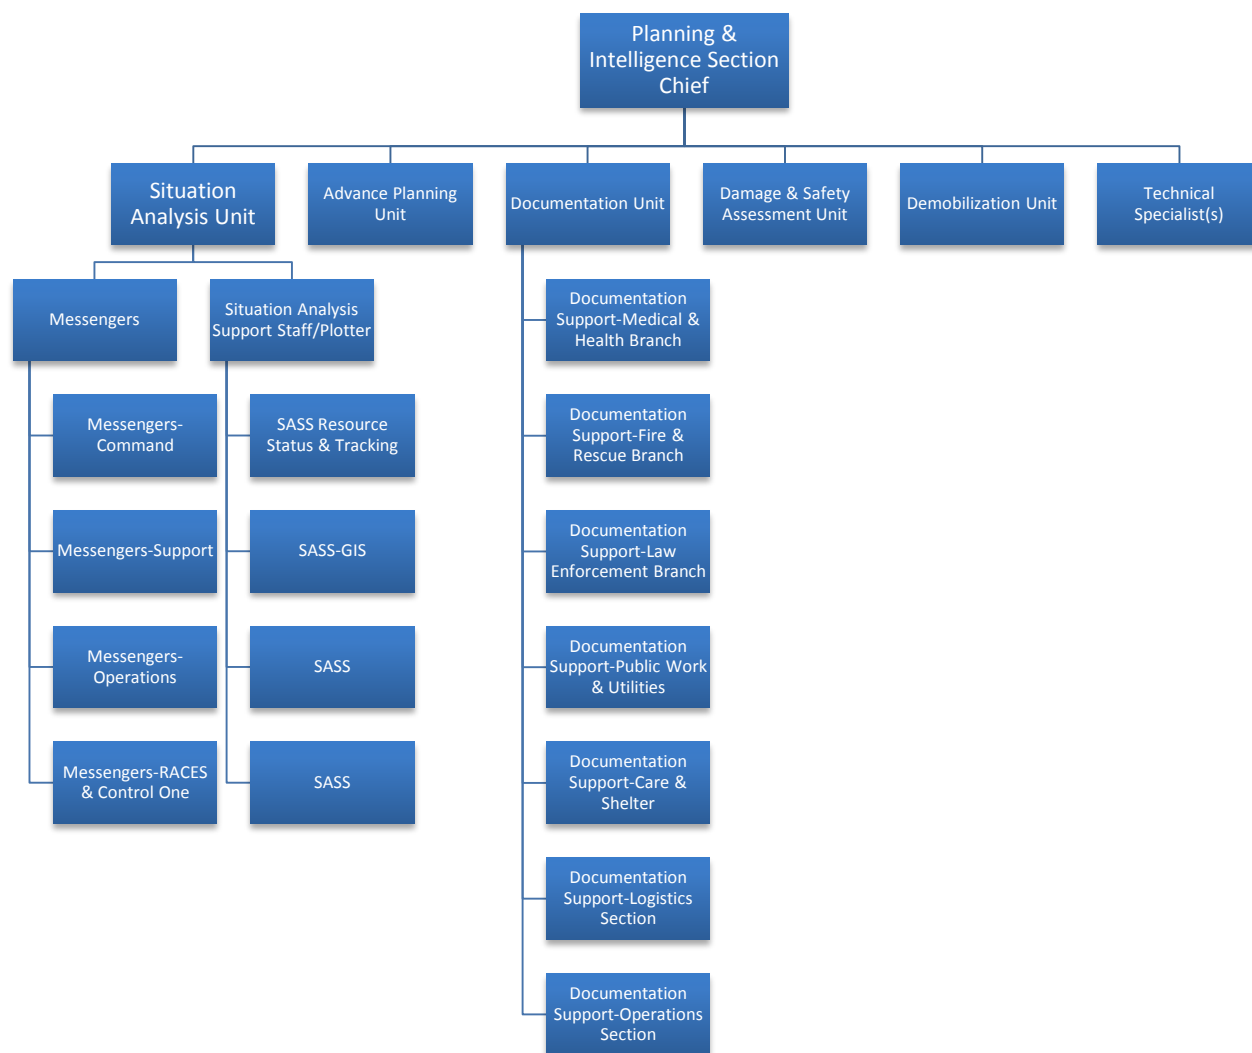 Planning &
Intelligence Section
Chief
Situation
Analysis Unit
Advance Planning
Unit
Documentation Unit
Damage & Safety
Assessment Unit
Demobilization Unit
Technical
Specialist(s)
Messengers
Situation Analysis
Support Staff/Plotter
Messengers-
Command
Messengers-Support
Messengers-
Operations
Messengers-RACES
& Control One
SASS Resource
Status & Tracking
SASS-GIS
SASS
SASS
Documentation
Support-Medical &
Health Branch
Documentation
Support-Fire &
Rescue Branch
Documentation
Support-Law
Enforcement Branch
Documentation
Support-Public Work
& Utilities
Documentation
Support-Care &
Shelter
Documentation
Support-Logistics
Section
Documentation
Support-Operations
Section